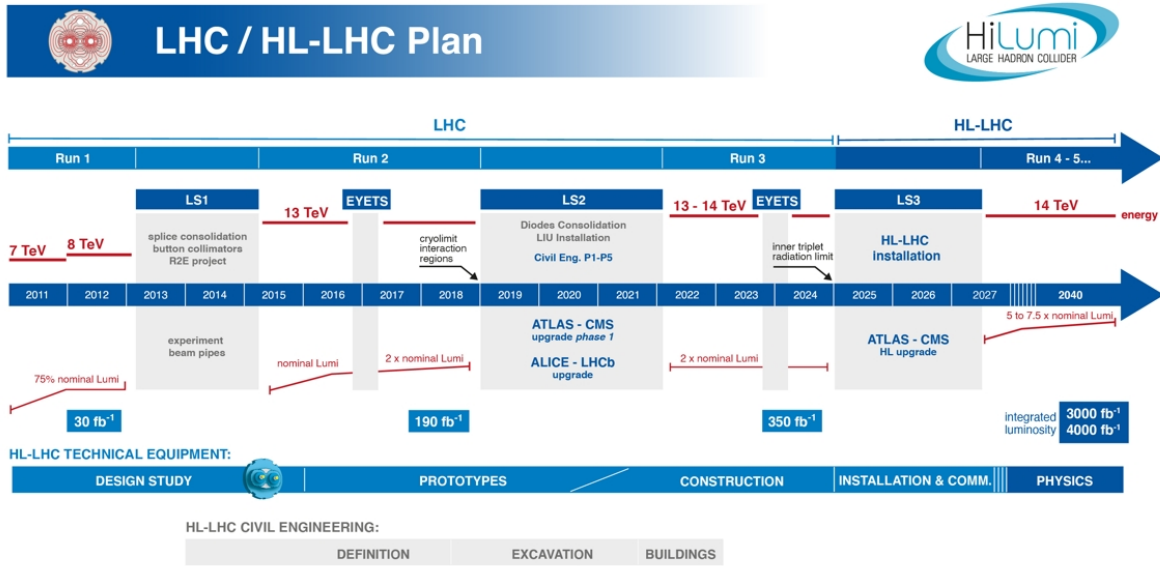 LHC / HL-LHC Plan
HiLumi
LARGE HADRON COLLIDER
LHC
HL-LHC
Run 1
Run 2
Run 3
Run 4 - 5...
LS1
EYETS
LS2
EYETS
LS3
13 TeV
13 - 14 TeV
14 TeV
energy
7 TeV
8 TeV
splice consolidation
button collimators
R2E project
cryolimit
interaction
regions
Diodes Consolidation
LIU Installation
Civil Eng. P1-P5
inner triplet
radiation limit
HL-LHC
installation
2011 2012 2013 2014 2015 2016 2017 2018 2019 2020 2021 2022 2023 2024 2025 2026 2027 2040
75% nominal Lumi
experiment
beam pipes
nominal Lumi
2 x nominal Lumi
ATLAS - CMS
upgrade phase 1
ALICE - LHCb
upgrade
2 x nominal Lumi
ATLAS - CMS
HL upgrade
5 to 7.5 x nominal Lumi
30 fb⁻¹
190 fb⁻¹
350 fb⁻¹
integrated
luminosity
3000 fb⁻¹
4000 fb⁻¹
HL-LHC TECHNICAL EQUIPMENT:
DESIGN STUDY
PROTOTYPES
CONSTRUCTION
INSTALLATION & COMM.
PHYSICS
HL-LHC CIVIL ENGINEERING:
DEFINITION
EXCAVATION
BUILDINGS